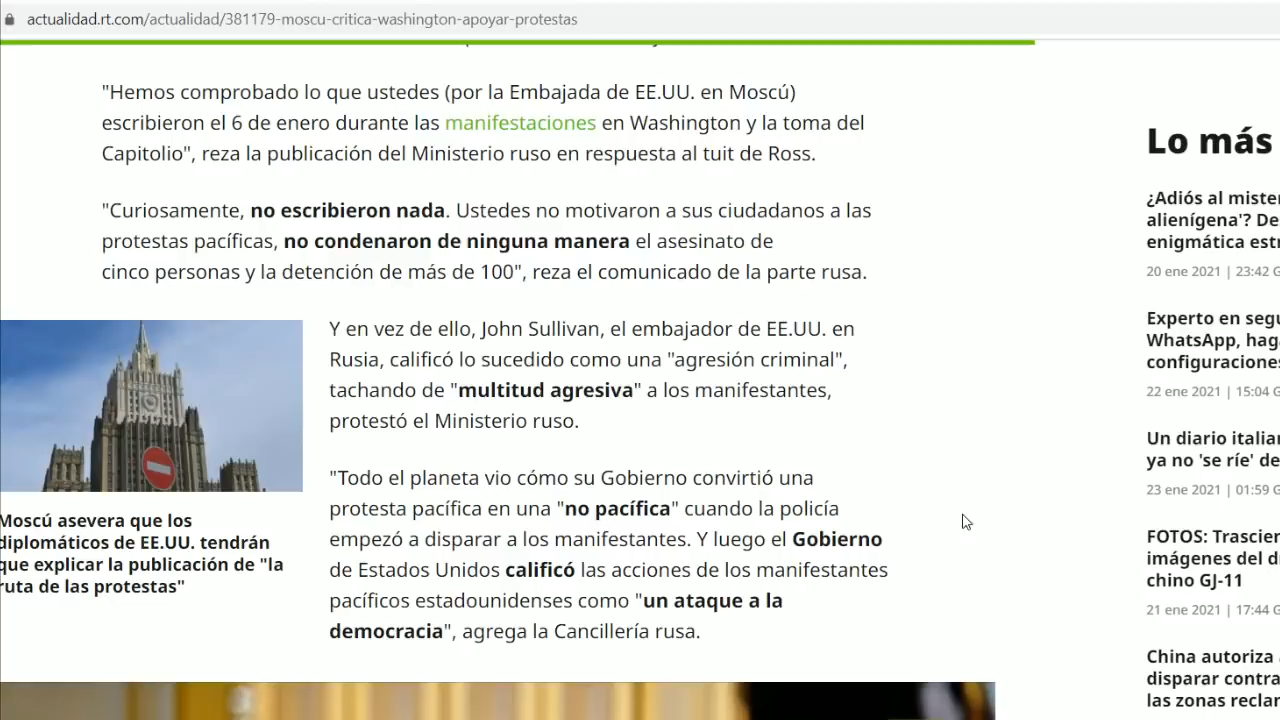 actualidad.rt.com/actualidad/381179-moscu-critica-washington-apoyar-protestas
"Hemos comprobado lo que ustedes (por la Embajada de EE.UU. en Moscú)
escribieron el 6 de enero durante las manifestaciones en Washington y la toma del
Capitolio", reza la publicación del Ministerio ruso en respuesta al tuit de Ross.
"Curiosamente, no escribieron nada. Ustedes no motivaron a sus ciudadanos a las
protestas pacíficas, no condenaron de ninguna manera el asesinato de
cinco personas y la detención de más de 100", reza el comunicado de la parte rusa.
Y en vez de ello, John Sullivan, el embajador de EE.UU. en
Rusia, calificó lo sucedido como una "agresión criminal",
tachando de "multitud agresiva" a los manifestantes,
protestó el Ministerio ruso.
"Todo el planeta vio cómo su Gobierno convirtió una
protesta pacífica en una "no pacífica" cuando la policía
empezó a disparar a los manifestantes. Y luego el Gobierno
de Estados Unidos calificó las acciones de los manifestantes
pacíficos estadounidenses como "un ataque a la
democracia", agrega la Cancillería rusa.
Moscú asevera que los
diplomáticos de EE.UU. tendrán
que explicar la publicación de "la
ruta de las protestas"
Lo más
¿Adiós al mister
alienígena'? De
enigmática estr
20 ene 2021 | 23:42 G
Experto en segu
WhatsApp, haga
configuraciones
22 ene 2021 | 15:04 G
Un diario italian
ya no 'se ríe' de
23 ene 2021 | 01:59 G
FOTOS: Trascien
imágenes del d
chino GJ-11
21 ene 2021 | 17:44 G
China autoriza
disparar contra
las zonas reclar